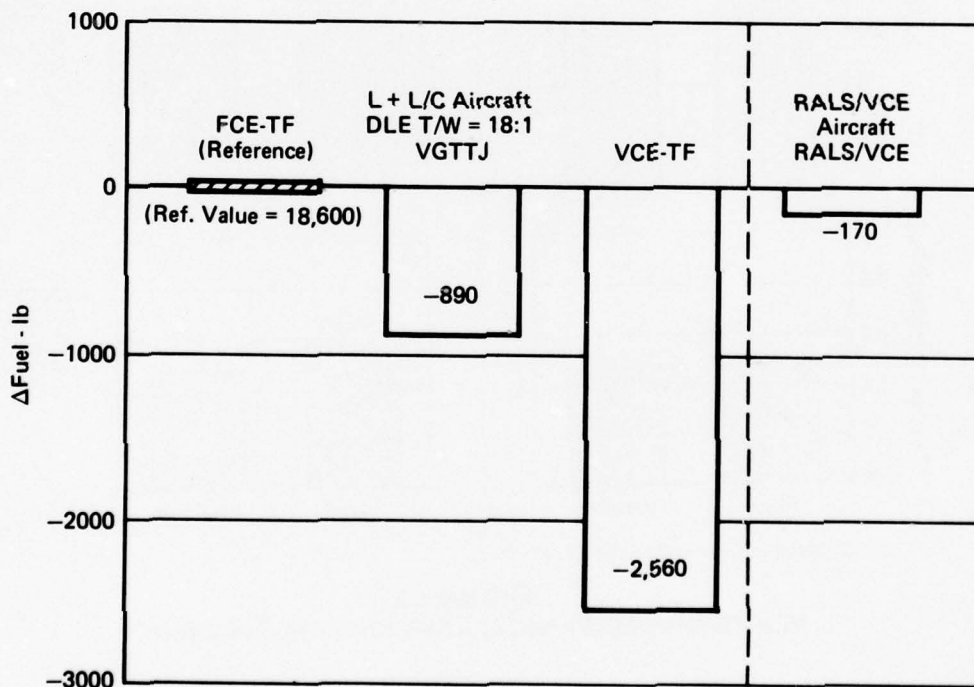 1000
L + L/C Aircraft
DLE T/W = 18:1
VGTTJ
FCE-TF
(Reference)
VCE-TF
RALS/VCE
Aircraft
RALS/VCE
0
(Ref. Value = 18,600)
−170
−890
ΔFuel - lb
−1000
−2000
−2,560
−3000